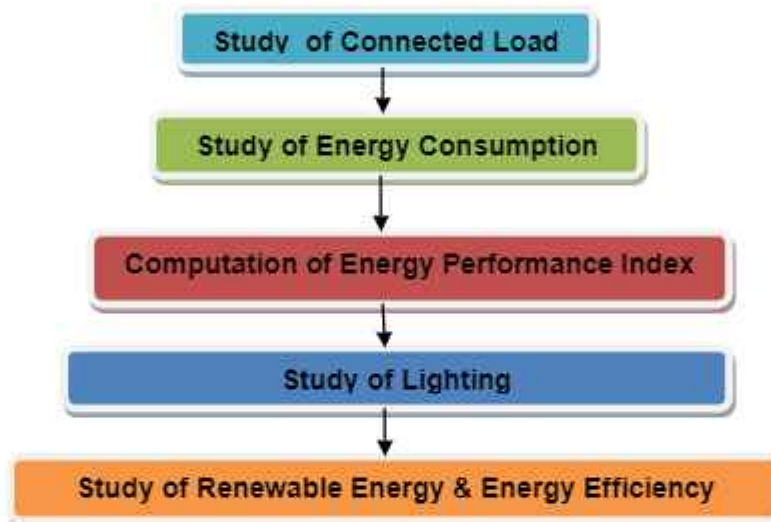 Study of Connected Load
Study of Energy Consumption
Computation of Energy Performance Index
Study of Lighting
Study of Renewable Energy & Energy Efficiency